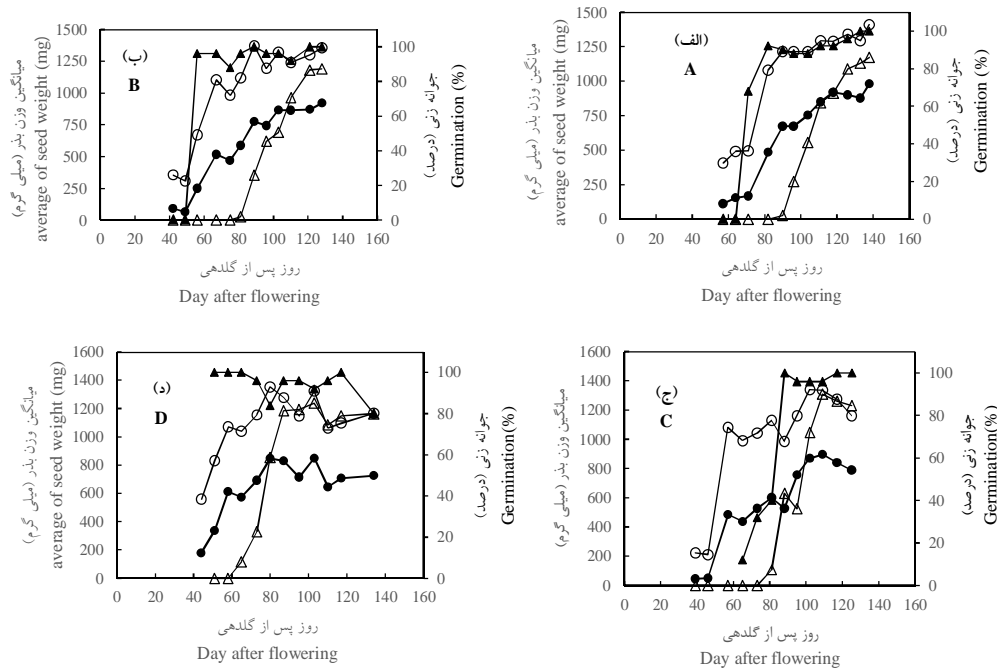 (ب)
B
1500
1250
1000
750
500
250
0
100
80
60
40
20
0
0 20 40 60 80 100 120 140 160
میانگین وزن بذر (میلی گرم)
average of seed weight (mg)
جوانه زنی (درصد)
Germination (%)
روز پس از گلدهی
Day after flowering
(الف)
A
1500
1250
1000
750
500
250
0
100
80
60
40
20
0
0 20 40 60 80 100 120 140 160
میانگین وزن بذر (میلی گرم)
average of seed weight (mg)
جوانه زنی (درصد)
Germination (%)
روز پس از گلدهی
Day after flowering
(د)
D
1600
1400
1200
1000
800
600
400
200
0
100
80
60
40
20
0
0 20 40 60 80 100 120 140 160
میانگین وزن بذر (میلی گرم)
average of seed weight (mg)
جوانه زنی (درصد)
Germination (%)
روز پس از گلدهی
Day after flowering
(ج)
C
1600
1400
1200
1000
800
600
400
200
0
100
80
60
40
20
0
0 20 40 60 80 100 120 140 160
میانگین وزن بذر (میلی گرم)
average of seed weight (mg)
جوانه زنی (درصد)
Germination(%)
روز پس از گلدهی
Day after flowering